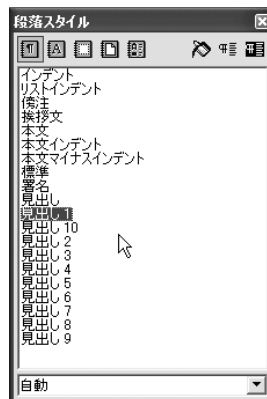 段落スタイル
インデント
リストインデント
傍注
挨拶文
本文
本文インデント
本文マイナスインデント
標準
署名
見出し
見出し 1
見出し 10
見出し 2
見出し 3
見出し 4
見出し 5
見出し 6
見出し 7
見出し 8
見出し 9
自動